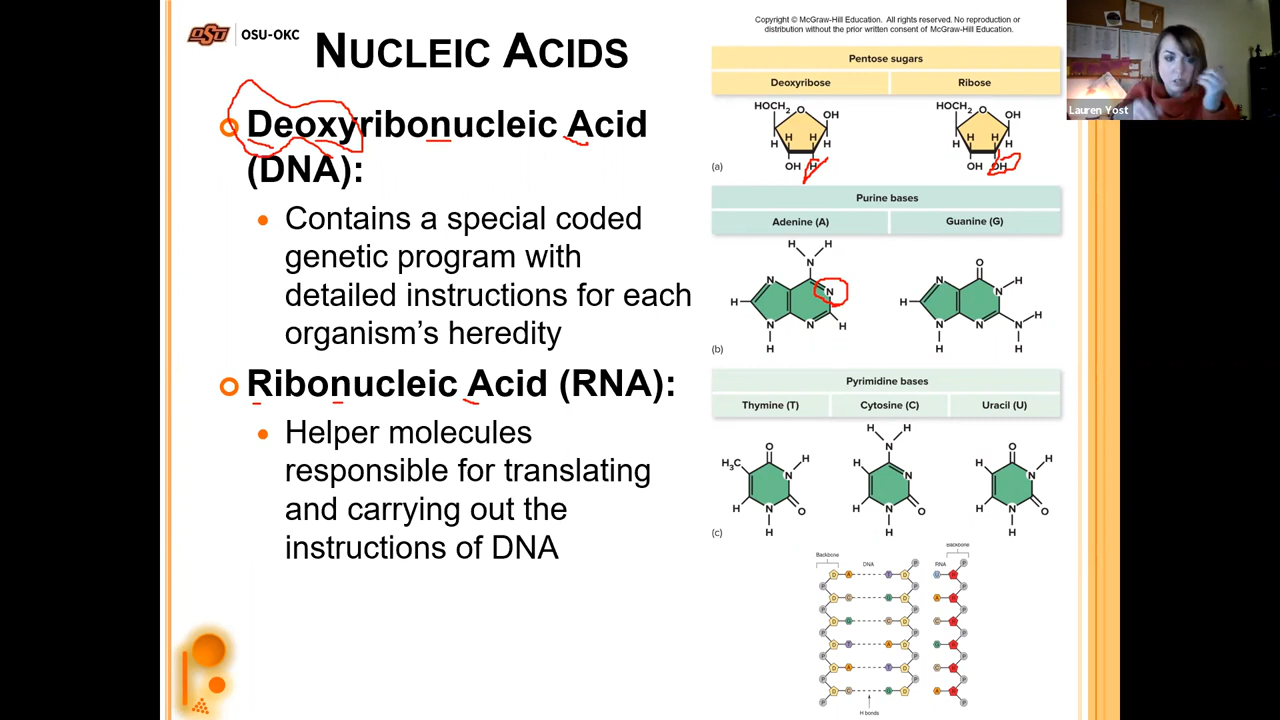 OSU
OSU-OKC
NUCLEIC ACIDS
Deoxyribonucleic Acid
(DNA):
• Contains a special coded
genetic program with
detailed instructions for each
organism's heredity
Ribonucleic Acid (RNA):
• Helper molecules
responsible for translating
and carrying out the
instructions of DNA
Copyright © McGraw-Hill Education. All rights reserved. No reproduction or
distribution without the prior written consent of McGraw-Hill Education.
Pentose sugars
Deoxyribose Ribose
HOCH2 O OH HOCH2 O OH
H H H H
H H H H
OH H OH OH
(a)
Purine bases
Adenine (A) Guanine (G)
H H
N O
N N N H
H H
N N N N H
H
H H H
(b)
Pyrimidine bases
Thymine (T) Cytosine (C) Uracil (U)
H H
O N O
H3C H H H H
N N N
H N O H N O H N O
H H H
(c)
Backbone DNA RNA Backbone
P P P
D A T D U R
P P P
D C G D A R
P P P
D G C D C R
P P P
D T A D G R
P P P
D A T D C R
P P P
D C G D A R
P P
H bonds
Lauren Yost